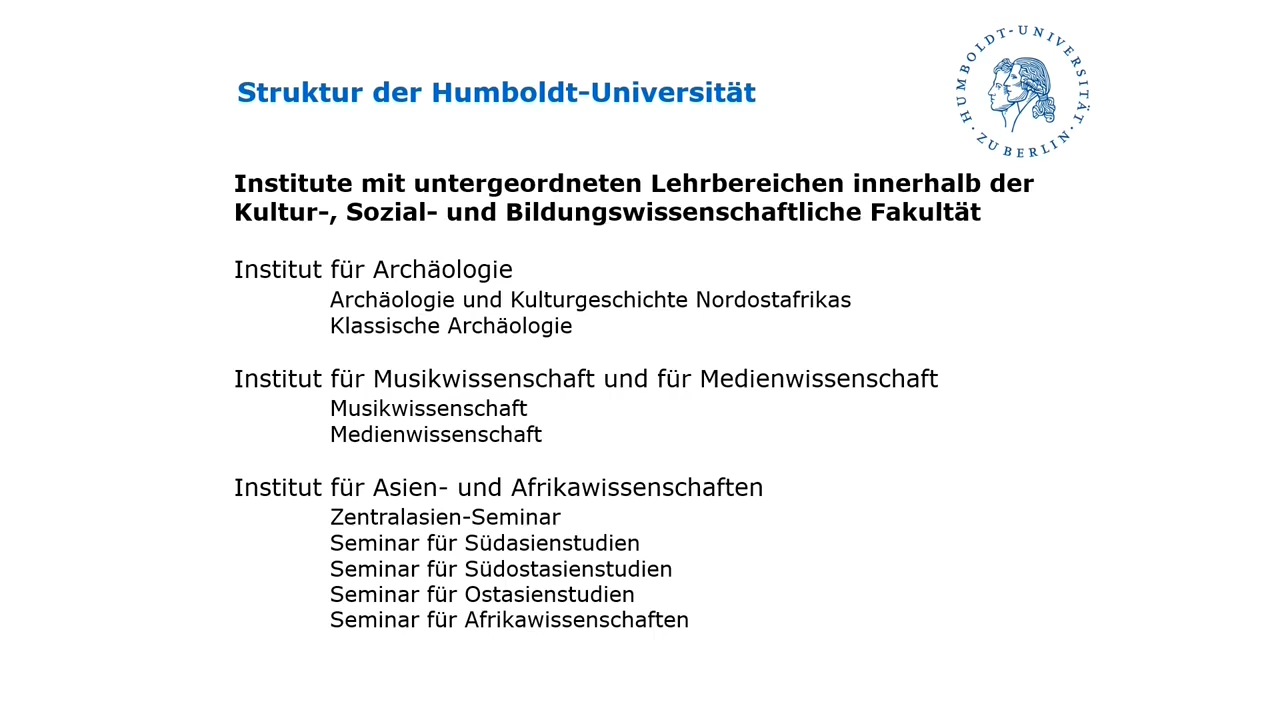 Struktur der Humboldt-Universität
HUMBOLDT-UNIVERSITÄT
· ZU BERLIN ·
Institute mit untergeordneten Lehrbereichen innerhalb der
Kultur-, Sozial- und Bildungswissenschaftliche Fakultät
Institut für Archäologie
Archäologie und Kulturgeschichte Nordostafrikas
Klassische Archäologie
Institut für Musikwissenschaft und für Medienwissenschaft
Musikwissenschaft
Medienwissenschaft
Institut für Asien- und Afrikawissenschaften
Zentralasien-Seminar
Seminar für Südasienstudien
Seminar für Südostasienstudien
Seminar für Ostasienstudien
Seminar für Afrikawissenschaften